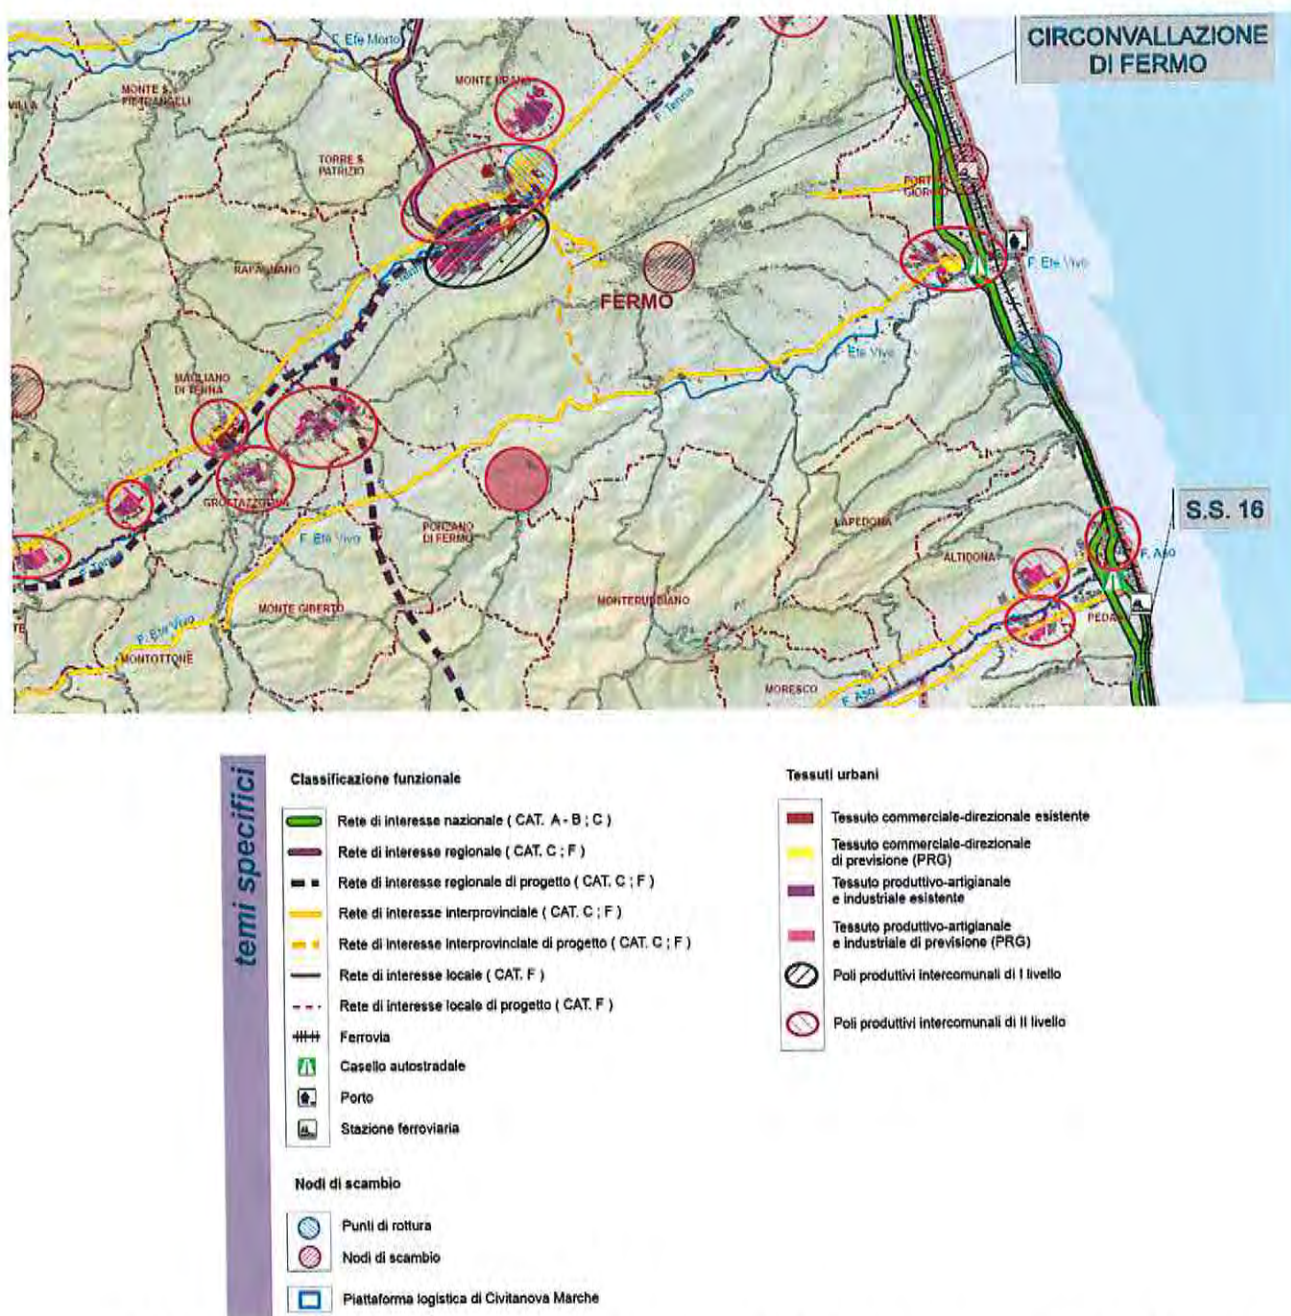 CIRCONVALLAZIONE
DI FERMO
F. Ete Morto
MONTE URANO
MONTE S.
PIETRANGELI
VILLA
F. Tenna
TORRE S.
PATRIZIO
PORTO S.
GIORGIO
RAPAGNANO
F. Ete Vivo
FERMO
F. Ete Vivo
MAGLIANO
DI TENNA
GROTTAZZOLINA
S.S. 16
PONZANO
DI FERMO
LAPEDONA
F. Ete Vivo
ALTIDONA
F. Aso
F. Tenna
MONTE GIBERTO
MONTERUBBIANO
PEDASO
F. Ete Vivo
MONTOTTONE
MORESCO
F. Aso
temi specifici
Classificazione funzionale
Rete di interesse nazionale ( CAT. A - B ; C )
Rete di interesse regionale ( CAT. C ; F )
Rete di interesse regionale di progetto ( CAT. C ; F )
Rete di interesse interprovinciale ( CAT. C ; F )
Rete di interesse interprovinciale di progetto ( CAT. C ; F )
Rete di interesse locale ( CAT. F )
Rete di interesse locale di progetto ( CAT. F )
Ferrovia
Casello autostradale
Porto
Stazione ferroviaria
Nodi di scambio
Punti di rottura
Nodi di scambio
Piattaforma logistica di Civitanova Marche
Tessuti urbani
Tessuto commerciale-direzionale esistente
Tessuto commerciale-direzionale
di previsione (PRG)
Tessuto produttivo-artigianale
e industriale esistente
Tessuto produttivo-artigianale
e industriale di previsione (PRG)
Poli produttivi intercomunali di I livello
Poli produttivi intercomunali di II livello